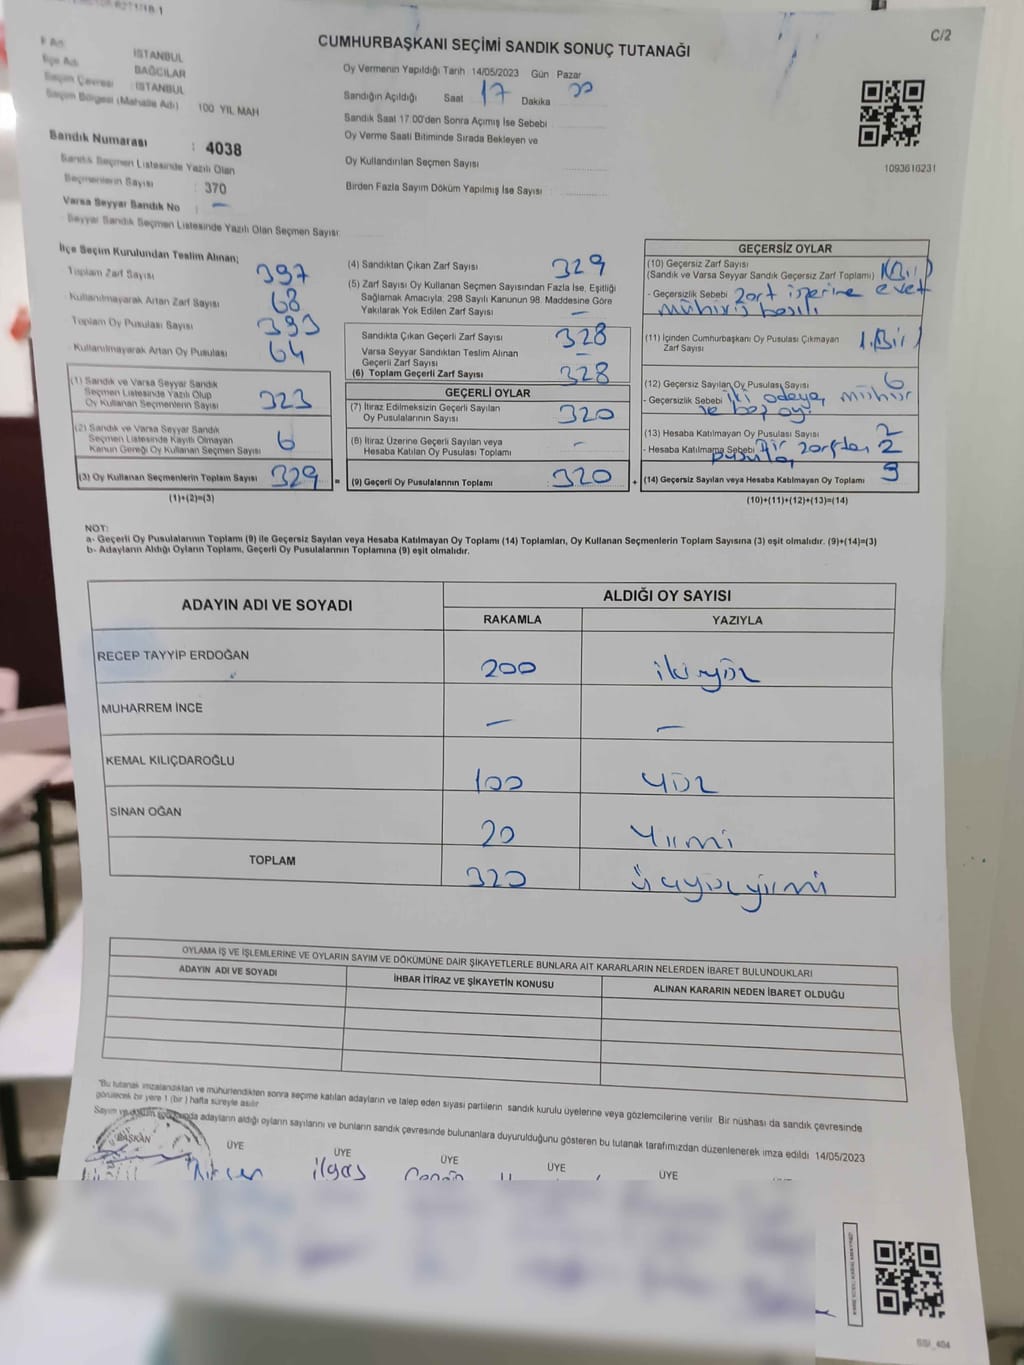 C/2
CUMHURBAŞKANI SEÇİMİ SANDIK SONUÇ TUTANAĞI
İl Adı İSTANBUL
İlçe Adı BAĞCILAR
Seçim Çevresi : İSTANBUL
Seçim Bölgesi (Mahalle Adı) 100 YIL MAH
Sandık Numarası : 4038
Sandık Seçmen Listesinde Yazılı Olan
Seçmenlerin Sayısı : 370
Varsa Seyyar Sandık No –
Seyyar Sandık Seçmen Listesinde Yazılı Olan Seçmen Sayısı:
Oy Vermenin Yapıldığı Tarih 14/05/2023 Gün Pazar
Sandığın Açıldığı Saat 17 Dakika 00
Sandık Saat 17:00'den Sonra Açımış İse Sebebi
Oy Verme Saati Bitiminde Sırada Bekleyen ve
Oy Kullandırılan Seçmen Sayısı
Birden Fazla Sayım Döküm Yapılmış İse Sayısı
1093616231
İlçe Seçim Kurulundan Teslim Alınan;
Toplam Zarf Sayısı 397
Kullanılmayarak Artan Zarf Sayısı 68
Toplam Oy Pusulası Sayısı 393
Kullanılmayarak Artan Oy Pusulası 64
(1) Sandık ve Varsa Seyyar Sandık
Seçmen Listesinde Yazılı Olup
Oy Kullanan Seçmenlerin Sayısı 323
(2) Sandık ve Varsa Seyyar Sandık
Seçmen Listesinde Kayıtlı Olmayan
Kanun Gereği Oy Kullanan Seçmen Sayısı 6
(3) Oy Kullanan Seçmenlerin Toplam Sayısı 329 =
(1)+(2)=(3)
(4) Sandıktan Çıkan Zarf Sayısı 329
(5) Zarf Sayısı Oy Kullanan Seçmen Sayısından Fazla İse, Eşitliği
Sağlamak Amacıyla; 298 Sayılı Kanunun 98. Maddesine Göre
Yakılarak Yok Edilen Zarf Sayısı –
Sandıkta Çıkan Geçerli Zarf Sayısı 328
Varsa Seyyar Sandıktan Teslim Alınan
Geçerli Zarf Sayısı –
(6) Toplam Geçerli Zarf Sayısı 328
GEÇERLİ OYLAR
(7) İtiraz Edilmeksizin Geçerli Sayılan
Oy Pusulalarının Sayısı 320
(8) İtiraz Üzerine Geçerli Sayılan veya
Hesaba Katılan Oy Pusulası Toplamı –
(9) Geçerli Oy Pusulalarının Toplamı : 320 +
GEÇERSİZ OYLAR
(10) Geçersiz Zarf Sayısı
(Sandık ve Varsa Seyyar Sandık Geçersiz Zarf Toplamı) 1(Bir)
- Geçersizlik Sebebi zarf üzerine evet
mühürü basılı
(11) İçinden Cumhurbaşkanı Oy Pusulası Çıkmayan
Zarf Sayısı 1.(Bir)
(12) Geçersiz Sayılan Oy Pusulası Sayısı 6
- Geçersizlik Sebebi iki adaya, mühür
ve boş oy.
(13) Hesaba Katılmayan Oy Pusulası Sayısı 2
- Hesaba Katılmama Sebebi Bir zarftan 2
pusula
(14) Geçersiz Sayılan veya Hesaba Katılmayan Oy Toplamı 9
(10)+(11)+(12)+(13)=(14)
NOT:
a- Geçerli Oy Pusulalarının Toplamı (9) ile Geçersiz Sayılan veya Hesaba Katılmayan Oy Toplamı (14) Toplamları, Oy Kullanan Seçmenlerin Toplam Sayısına (3) eşit olmalıdır. (9)+(14)=(3)
b- Adayların Aldığı Oyların Toplamı, Geçerli Oy Pusulalarının Toplamına (9) eşit olmalıdır.
ADAYIN ADI VE SOYADI
ALDIĞI OY SAYISI
RAKAMLA YAZIYLA
RECEP TAYYİP ERDOĞAN 200 ikiyüz
MUHARREM İNCE – –
KEMAL KILIÇDAROĞLU 100 yüz
SİNAN OĞAN 20 yirmi
TOPLAM 320 üçyüzyirmi
OYLAMA İŞ VE İŞLEMLERİNE VE OYLARIN SAYIM VE DÖKÜMÜNE DAİR ŞİKAYETLERLE BUNLARA AİT KARARLARIN NELERDEN İBARET BULUNDUKLARI
ADAYIN ADI VE SOYADI İHBAR İTİRAZ VE ŞİKAYETİN KONUSU ALINAN KARARIN NEDEN İBARET OLDUĞU
"Bu tutanak imzalandıktan ve mühürlendikten sonra seçime katılan adayların ve talep eden siyasi partilerin sandık kurulu üyelerine veya gözlemcilerine verilir. Bir nüshası da sandık çevresinde
görülecek bir yere 1 (bir) hafta süreyle asılır
Sayım ve döküm sonucunda adayların aldığı oyların sayılarını ve bunların sandık çevresinde bulunanlara duyurulduğunu gösteren bu tutanak tarafımızdan düzenlenerek imza edildi 14/05/2023
BAŞKAN ÜYE ÜYE ÜYE ÜYE ÜYE
ilgas